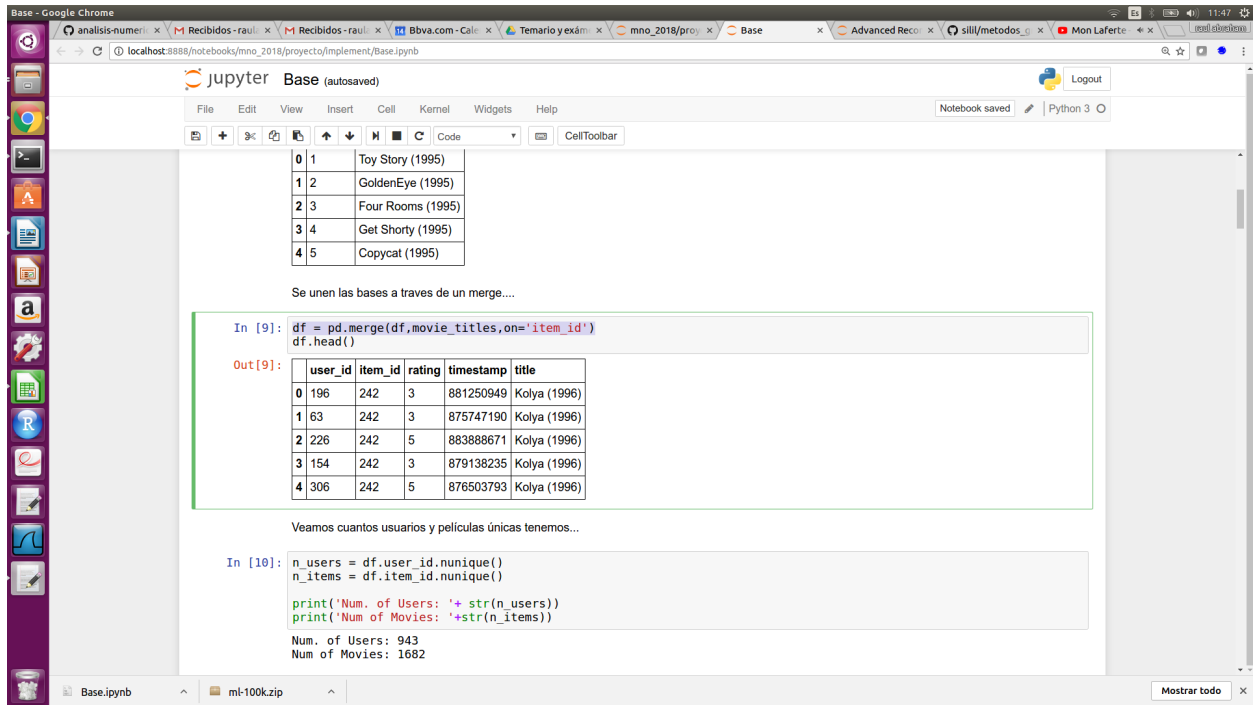 Base - Google Chrome
Es
11:47
analisis-numeric
Recibidos - raula
Recibidos - raula
14 Bbva.com - Cale
Temario y exám
mno_2018/proy
Base
Advanced Reco
silil/metodos_g
Mon Laferte
raul abraham
localhost:8888/notebooks/mno_2018/proyecto/implement/Base.ipynb
jupyter Base (autosaved)
Logout
File Edit View Insert Cell Kernel Widgets Help
Notebook saved Python 3
Code CellToolbar
0 1 Toy Story (1995)
1 2 GoldenEye (1995)
2 3 Four Rooms (1995)
3 4 Get Shorty (1995)
4 5 Copycat (1995)
Se unen las bases a traves de un merge....
In [9]: df = pd.merge(df,movie_titles,on='item_id')
df.head()
Out[9]:
user_id item_id rating timestamp title
0 196 242 3 881250949 Kolya (1996)
1 63 242 3 875747190 Kolya (1996)
2 226 242 5 883888671 Kolya (1996)
3 154 242 3 879138235 Kolya (1996)
4 306 242 5 876503793 Kolya (1996)
Veamos cuantos usuarios y películas únicas tenemos...
In [10]: n_users = df.user_id.nunique()
n_items = df.item_id.nunique()
print('Num. of Users: '+ str(n_users))
print('Num of Movies: '+str(n_items))
Num. of Users: 943
Num of Movies: 1682
Base.ipynb
ml-100k.zip
Mostrar todo